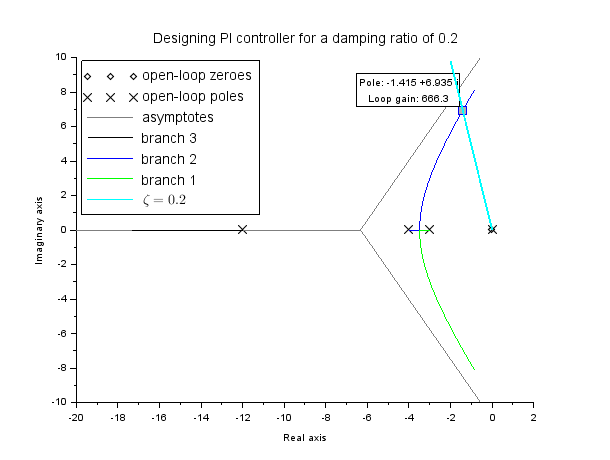 Designing PI controller for a damping ratio of 0.2
10
8
6
4
2
0
-2
-4
-6
-8
-10
Imaginary axis
open-loop zeroes
open-loop poles
asymptotes
branch 3
branch 2
branch 1
ζ = 0.2
Pole: -1.415 +6.935 i
Loop gain: 666.3
-20 -18 -16 -14 -12 -10 -8 -6 -4 -2 0 2
Real axis